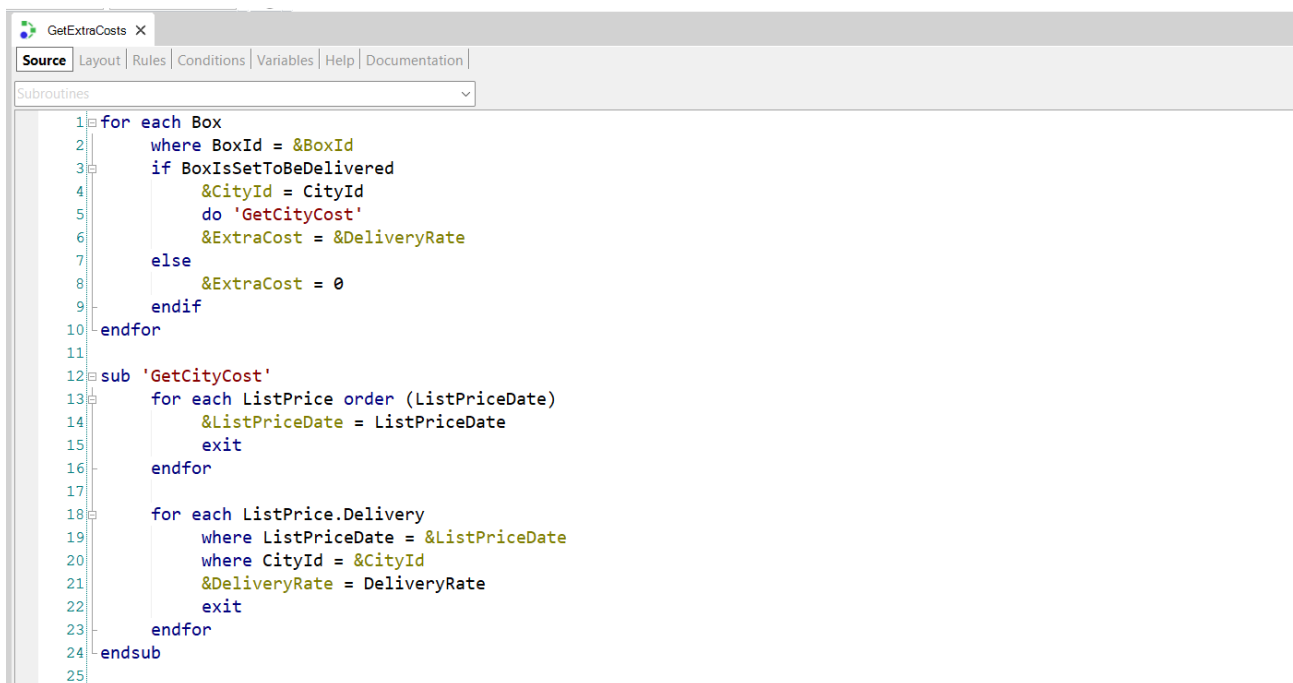 GetExtraCosts X
Source Layout Rules Conditions Variables Help Documentation
Subroutines
1 for each Box
2 where BoxId = &BoxId
3 if BoxIsSetToBeDelivered
4 &CityId = CityId
5 do 'GetCityCost'
6 &ExtraCost = &DeliveryRate
7 else
8 &ExtraCost = 0
9 endif
10 endfor
11
12 sub 'GetCityCost'
13 for each ListPrice order (ListPriceDate)
14 &ListPriceDate = ListPriceDate
15 exit
16 endfor
17
18 for each ListPrice.Delivery
19 where ListPriceDate = &ListPriceDate
20 where CityId = &CityId
21 &DeliveryRate = DeliveryRate
22 exit
23 endfor
24 endsub
25